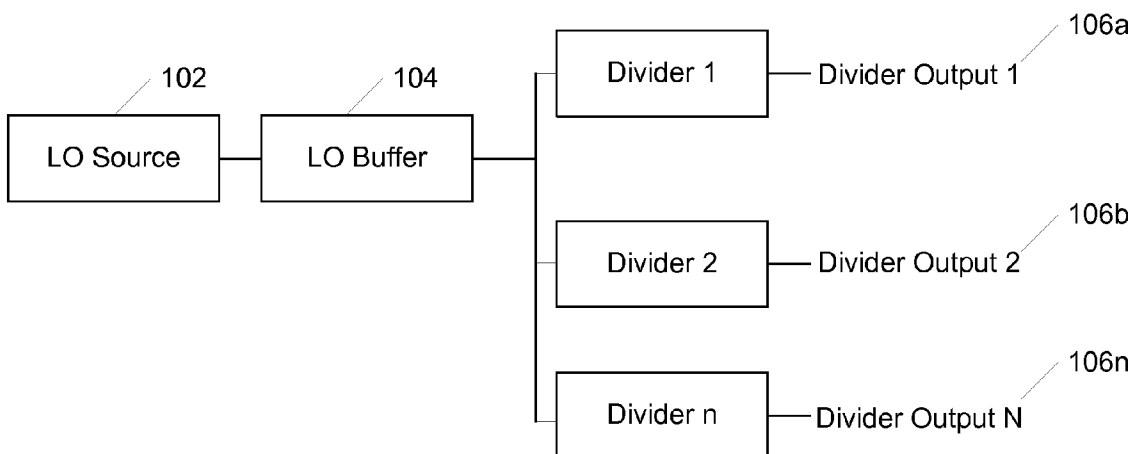 106a
Divider 1
Divider Output 1
102
104
LO Source
LO Buffer
106b
Divider 2
Divider Output 2
106n
Divider n
Divider Output N